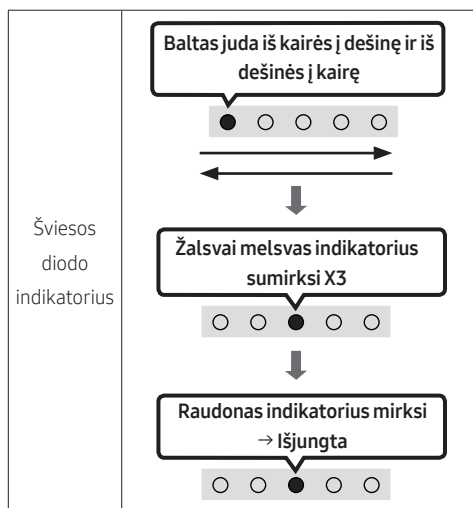 Šviesos
diodo
indikatorius
Baltas juda iš kairės į dešinę ir iš
dešinės į kairę
Žalsvai melsvas indikatorius
sumirksi X3
Raudonas indikatorius mirksi
→ Išjungta